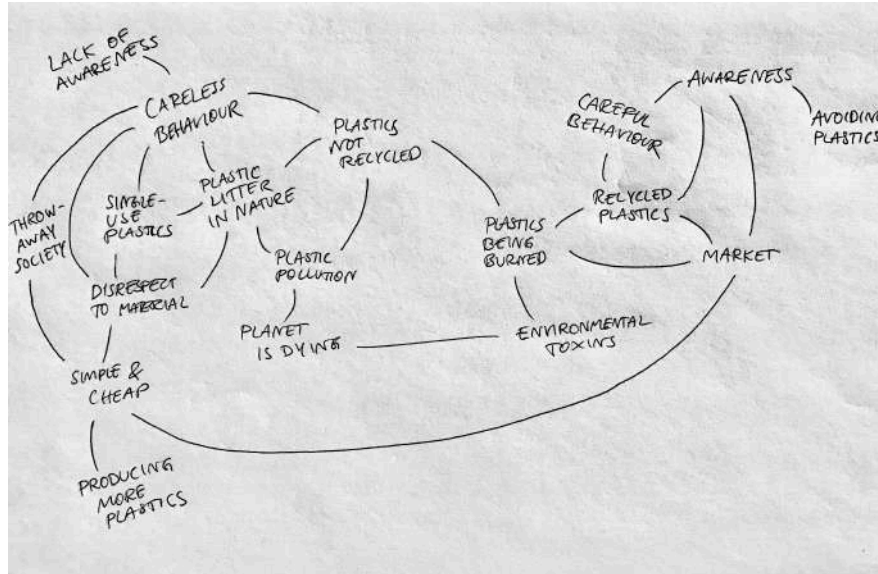 LACK OF
AWARENESS
CARELESS
BEHAVIOUR
PLASTICS
NOT
RECYCLED
AWARENESS
CAREFUL
BEHAVIOUR
AVOIDING
PLASTICS
THROW-
AWAY
SOCIETY
SINGLE-
USE
PLASTICS
PLASTIC
LITTER
IN NATURE
RECYCLED
PLASTICS
PLASTICS
BEING
BURNED
MARKET
PLASTIC
POLLUTION
DISRESPECT
TO MATERIAL
PLANET
IS DYING
ENVIRONMENTAL
TOXINS
SIMPLE &
CHEAP
PRODUCING
MORE
PLASTICS